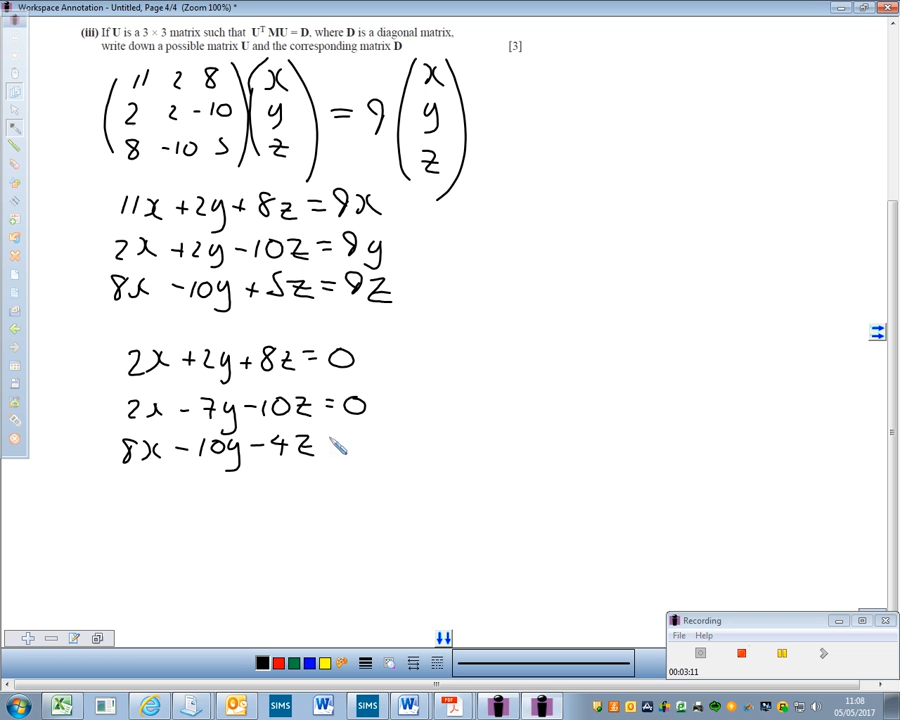 Workspace Annotation - Untitled, Page 4/4 (Zoom 100%) *
(iii) If U is a 3 × 3 matrix such that Uᵀ MU = D, where D is a diagonal matrix,
write down a possible matrix U and the corresponding matrix D [3]
11 2 8 x x
2 2 -10 y = 9 y
8 -10 5 z z
11x + 2y + 8z = 9x
2x + 2y - 10z = 9y
8x - 10y + 5z = 9z
2x + 2y + 8z = 0
2x - 7y - 10z = 0
8x - 10y - 4z
Recording
File Help
00:03:11
SIMS
SIMS
11:08
05/05/2017